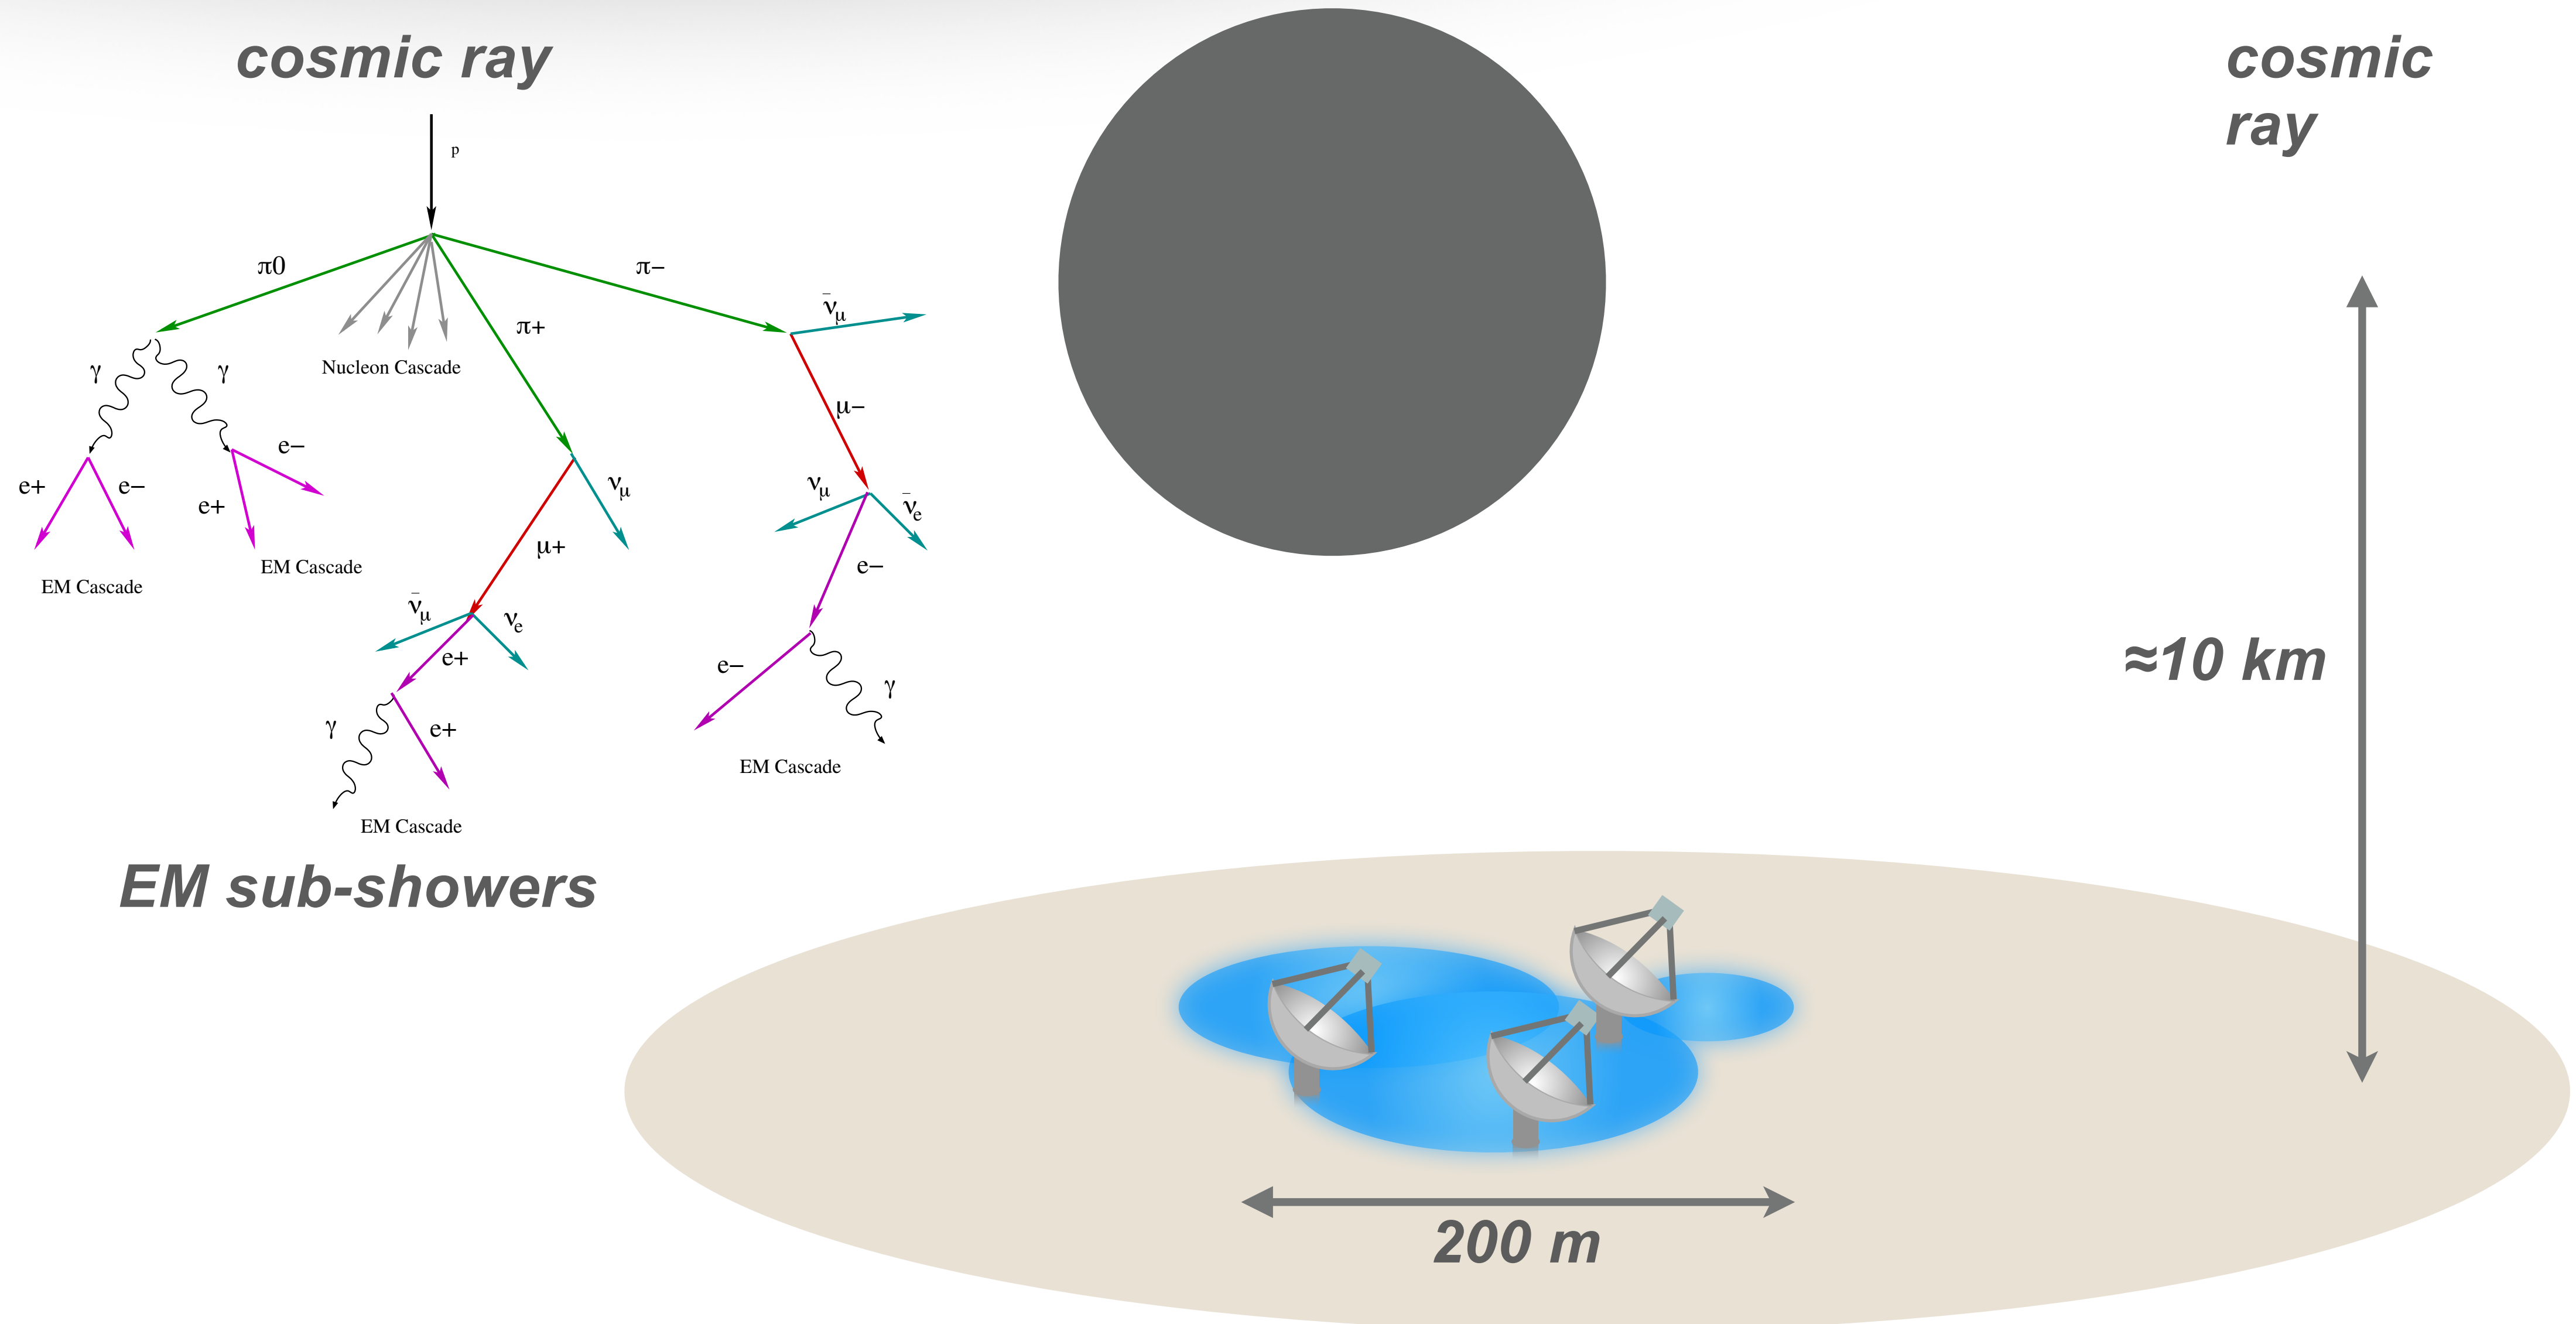 cosmic ray
cosmic
ray
p
π0
π−
ν̄μ
π+
γ
γ
Nucleon Cascade
μ−
e−
e+
e−
e+
νμ
νμ
ν̄e
μ+
EM Cascade
EM Cascade
e−
ν̄μ
νe
e+
e−
γ
γ
e+
EM Cascade
EM Cascade
≈10 km
EM sub-showers
200 m